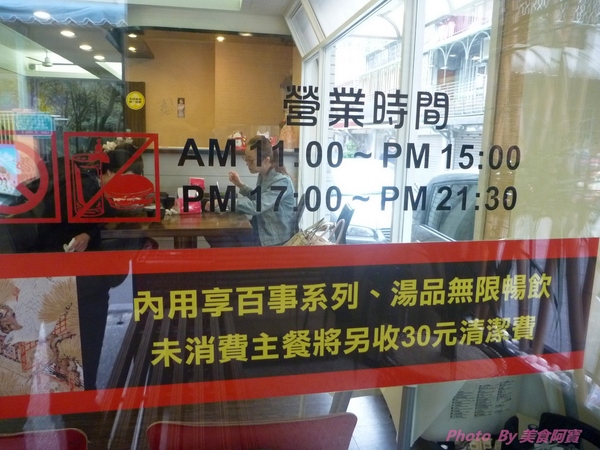 營業時間
AM 11:00 ~ PM 15:00
PM 17:00 ~ PM 21:30
內用享百事系列、湯品無限暢飲
未消費主餐將另收30元清潔費
Photo By 美食阿寶